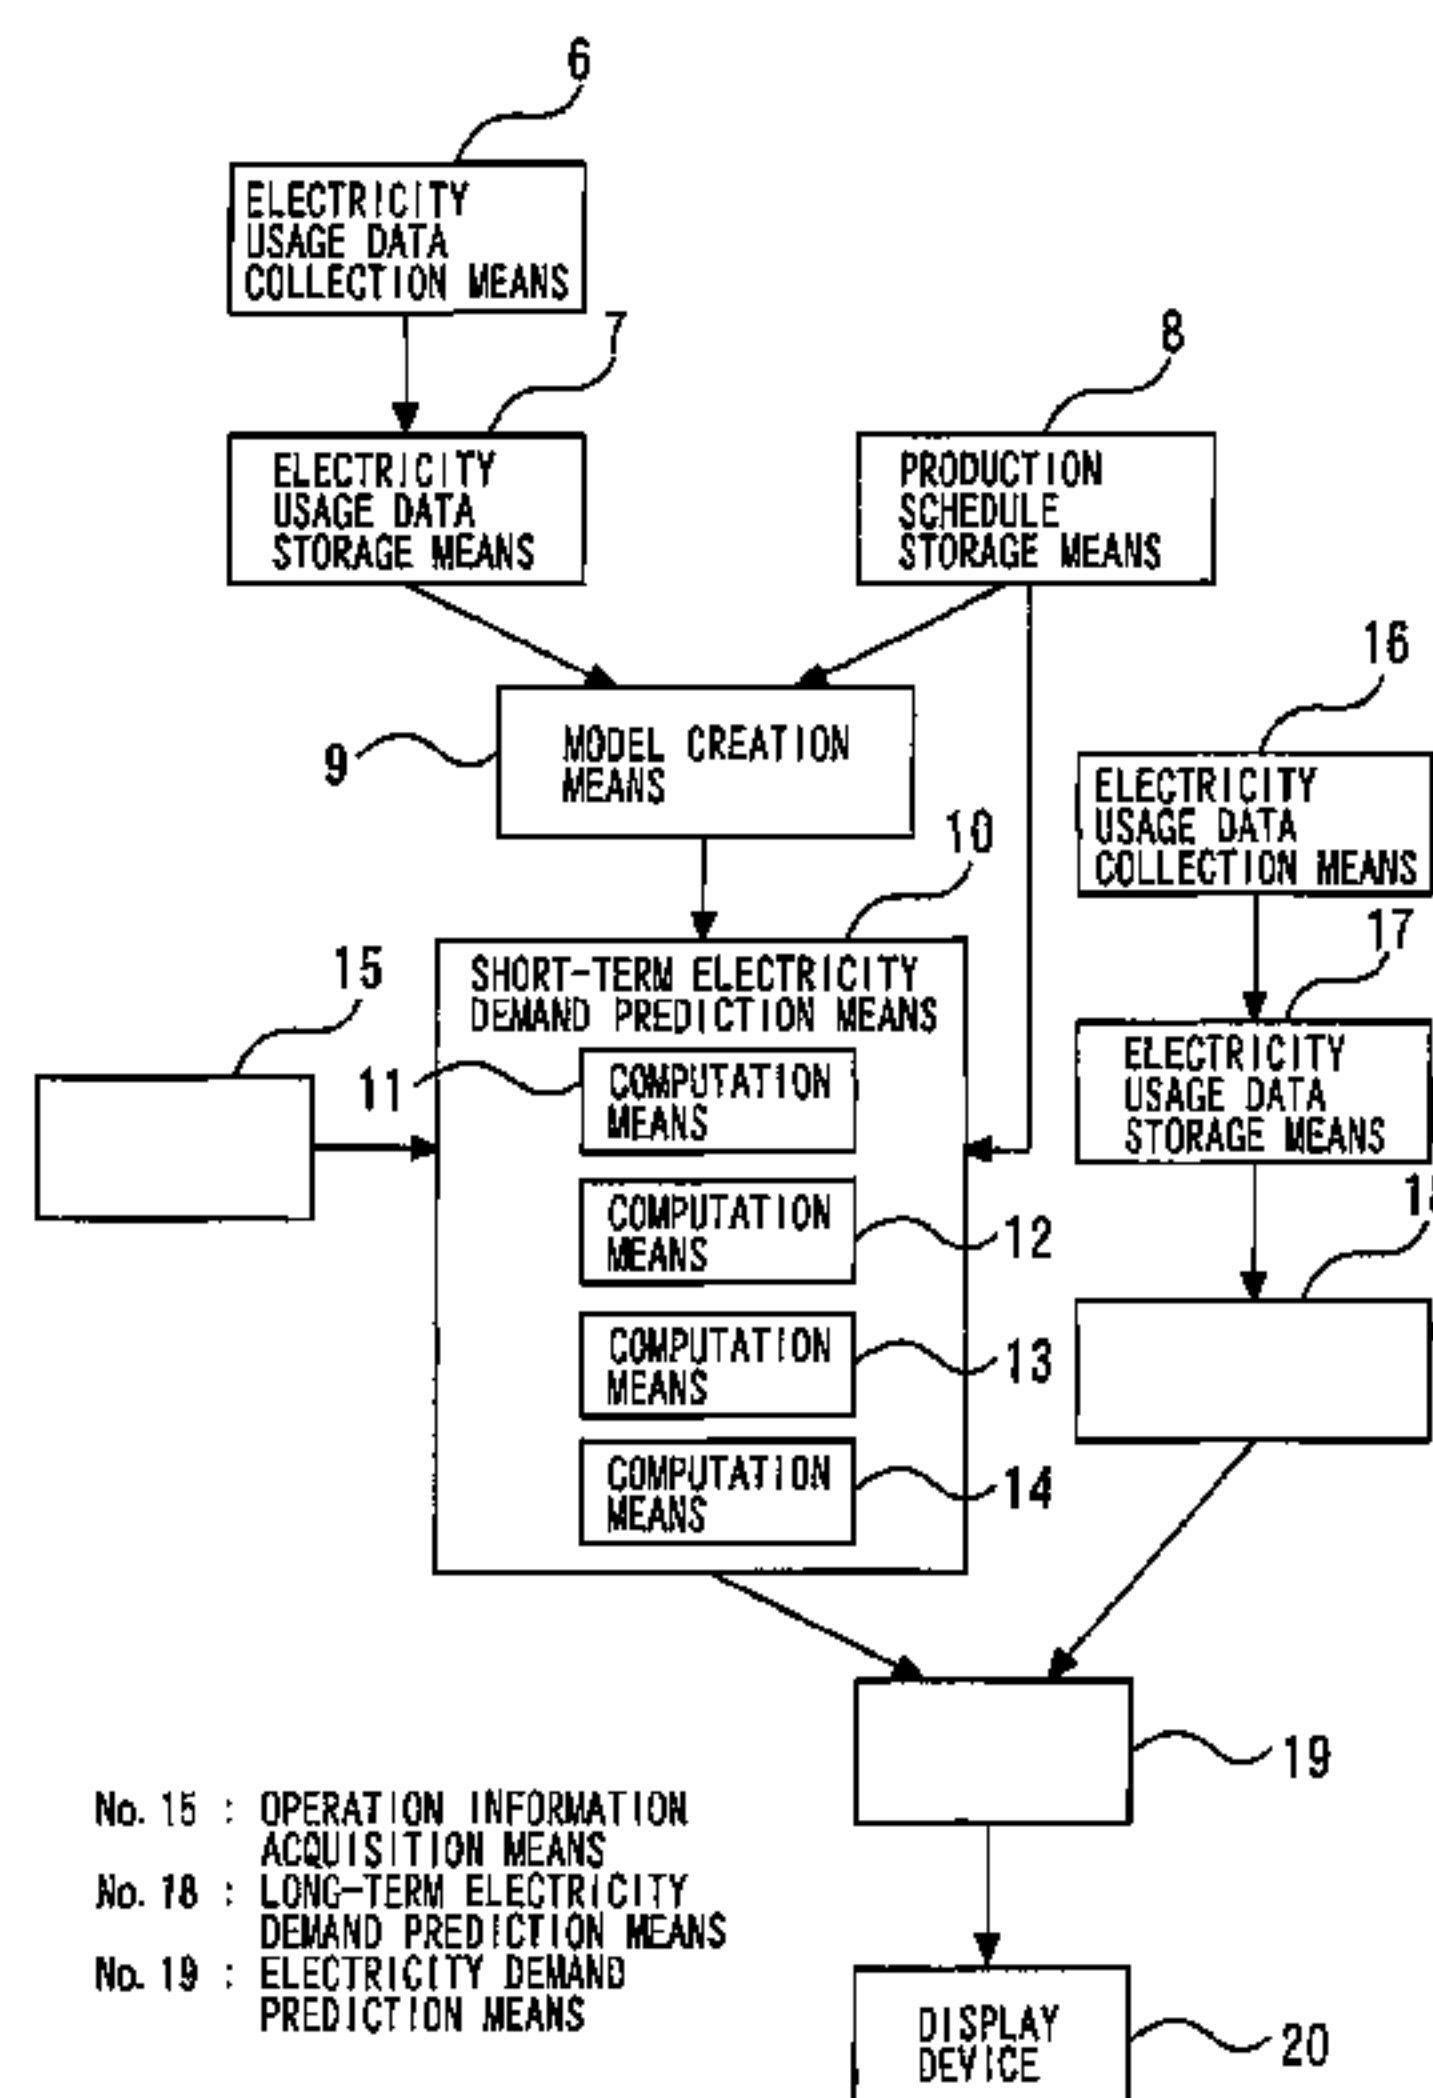 6
ELECTRICITY
USAGE DATA
COLLECTION MEANS
7
ELECTRICITY
USAGE DATA
STORAGE MEANS
8
PRODUCTION
SCHEDULE
STORAGE MEANS
9
MODEL CREATION
MEANS
16
ELECTRICITY
USAGE DATA
COLLECTION MEANS
10
SHORT-TERM ELECTRICITY
DEMAND PREDICTION MEANS
17
ELECTRICITY
USAGE DATA
STORAGE MEANS
15
11
COMPUTATION
MEANS
COMPUTATION
MEANS
12
COMPUTATION
MEANS
13
COMPUTATION
MEANS
14
19
No. 15 : OPERATION INFORMATION
ACQUISITION MEANS
No. 18 : LONG-TERM ELECTRICITY
DEMAND PREDICTION MEANS
No. 19 : ELECTRICITY DEMAND
PREDICTION MEANS
DISPLAY
DEVICE
20